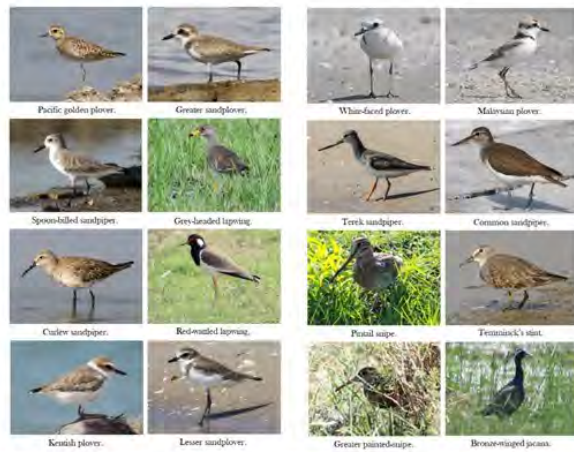 Pacific golden plover.
Greater sandplover.
Spoon-billed sandpiper.
Grey-headed lapwing.
Curlew sandpiper.
Red-wattled lapwing.
Kentish plover.
Lesser sandplover.
White-faced plover.
Malaysian plover.
Terek sandpiper.
Common sandpiper.
Pintail snipe.
Temminck's stint.
Greater painted-snipe.
Bronze-winged jacana.